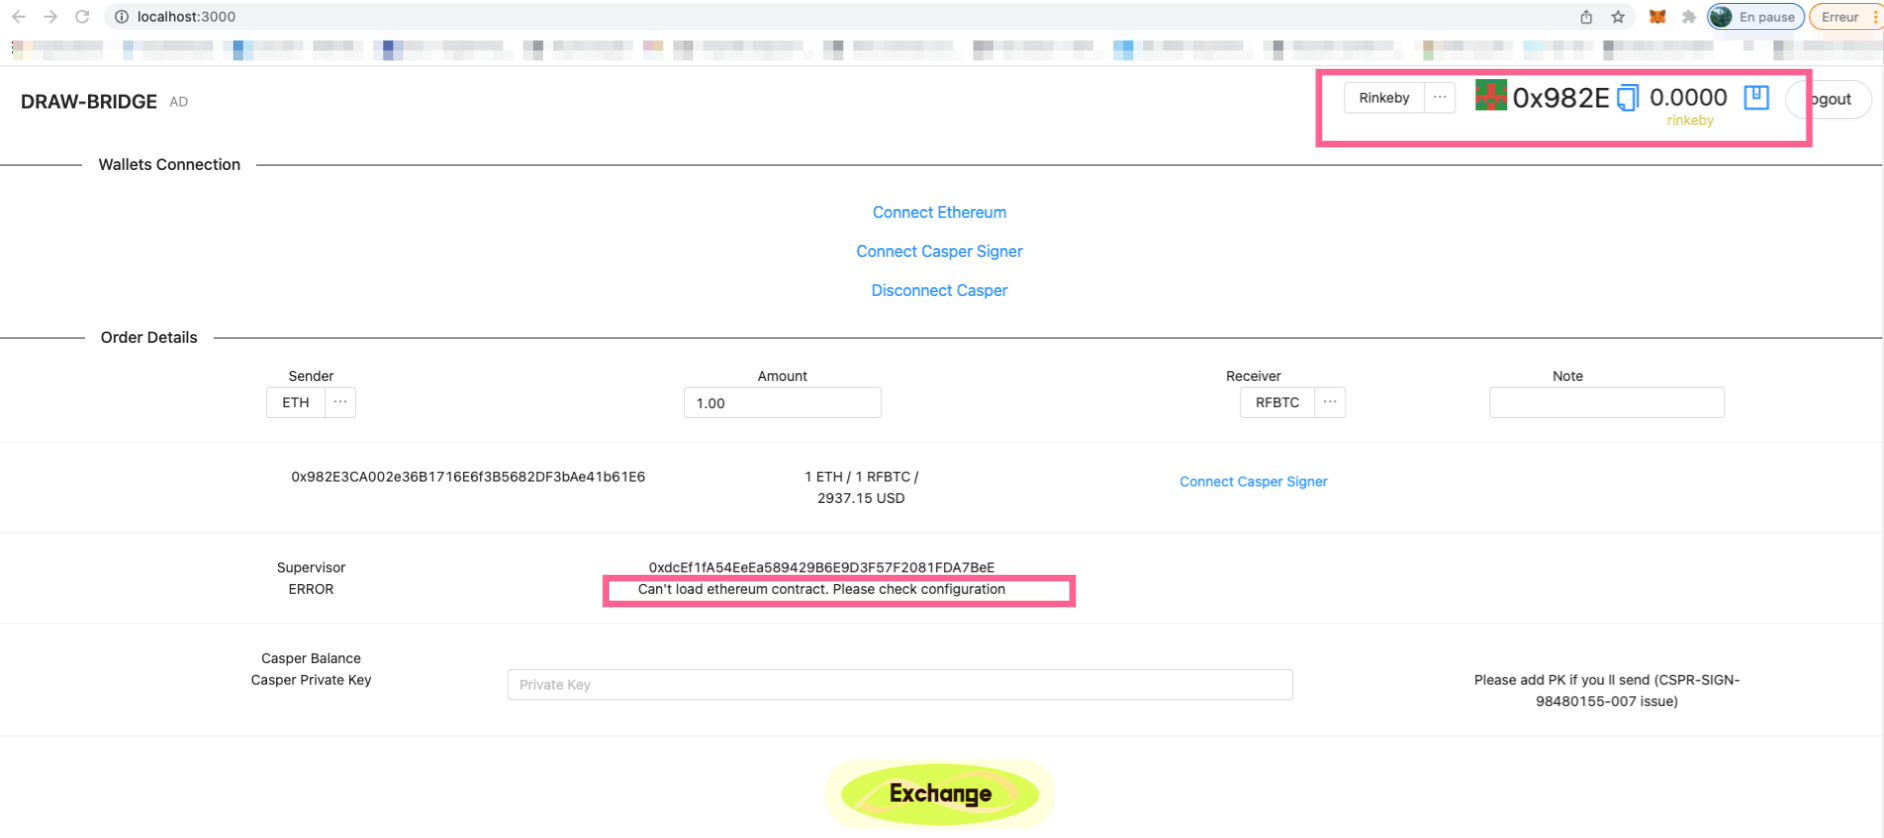 localhost:3000
En pause
Erreur
DRAW-BRIDGE AD
Rinkeby ···
0x982E
0.0000
rinkeby
ogout
Wallets Connection
Connect Ethereum
Connect Casper Signer
Disconnect Casper
Order Details
Sender Amount Receiver Note
ETH ··· 1.00 RFBTC ···
0x982E3CA002e36B1716E6f3B5682DF3bAe41b61E6
1 ETH / 1 RFBTC /
2937.15 USD
Connect Casper Signer
Supervisor
0xdcEf1fA54EeEa589429B6E9D3F57F2081FDA7BeE
ERROR
Can't load ethereum contract. Please check configuration
Casper Balance
Casper Private Key
Private Key
Please add PK if you ll send (CSPR-SIGN-
98480155-007 issue)
Exchange